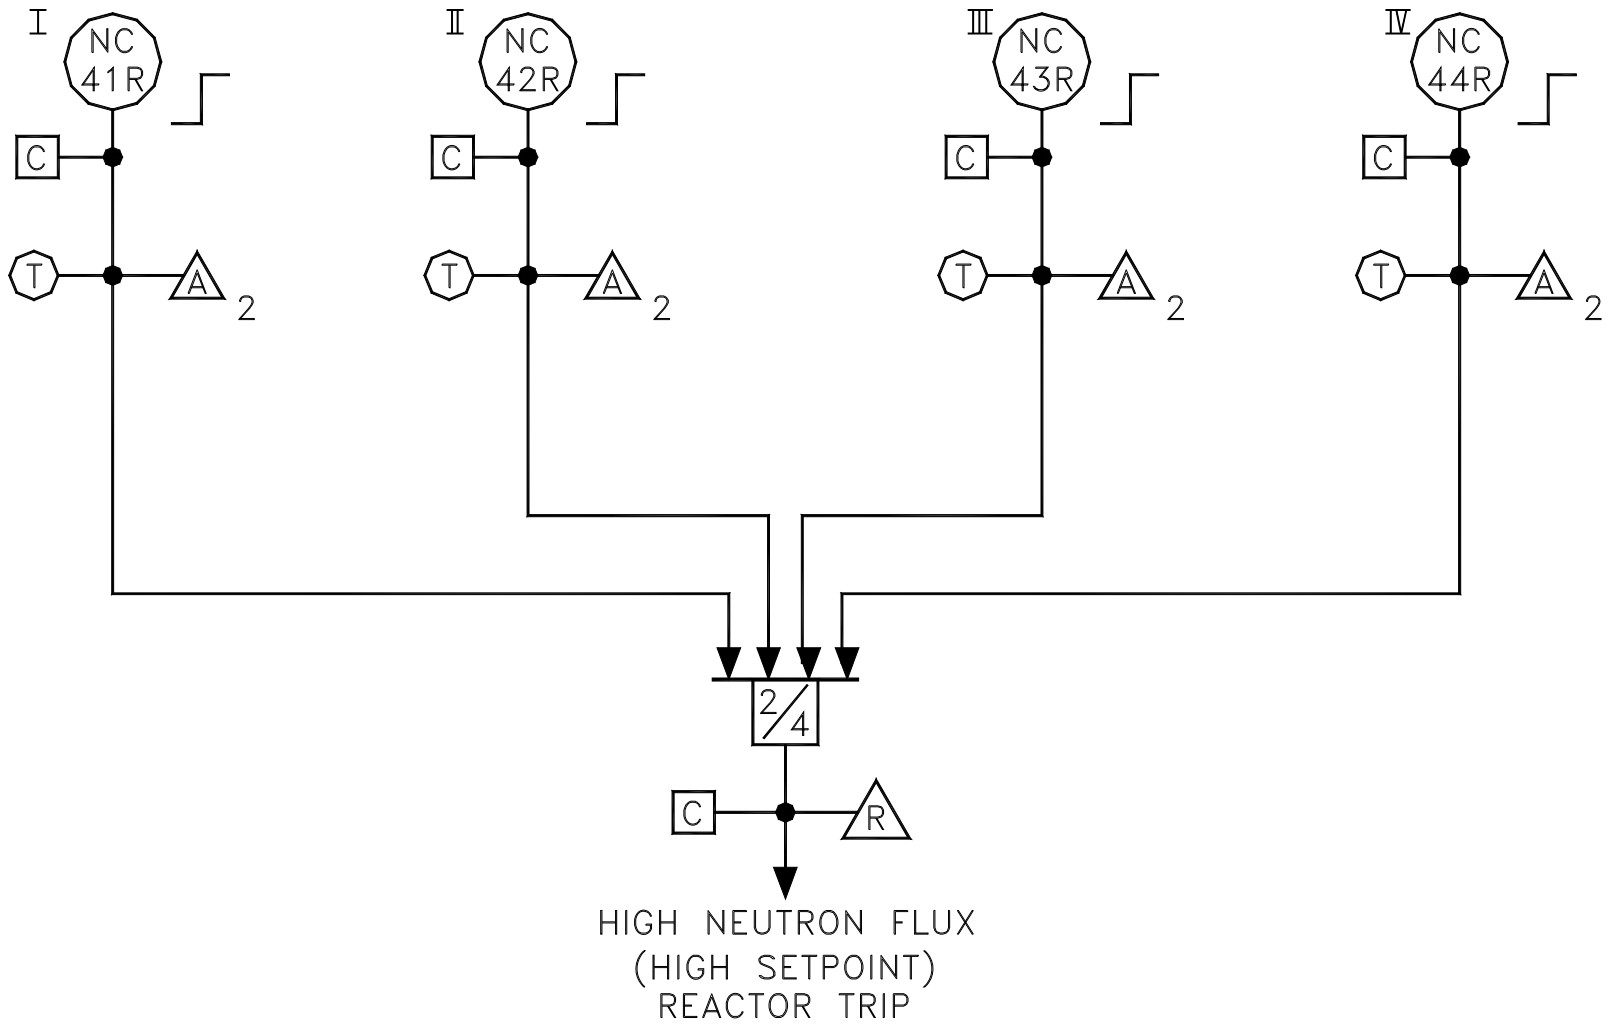 I II III IV
NC NC NC NC
41R 42R 43R 44R
C C C C
T A T A T A T A
2 2 2 2
2/4
C R
HIGH NEUTRON FLUX
(HIGH SETPOINT)
REACTOR TRIP